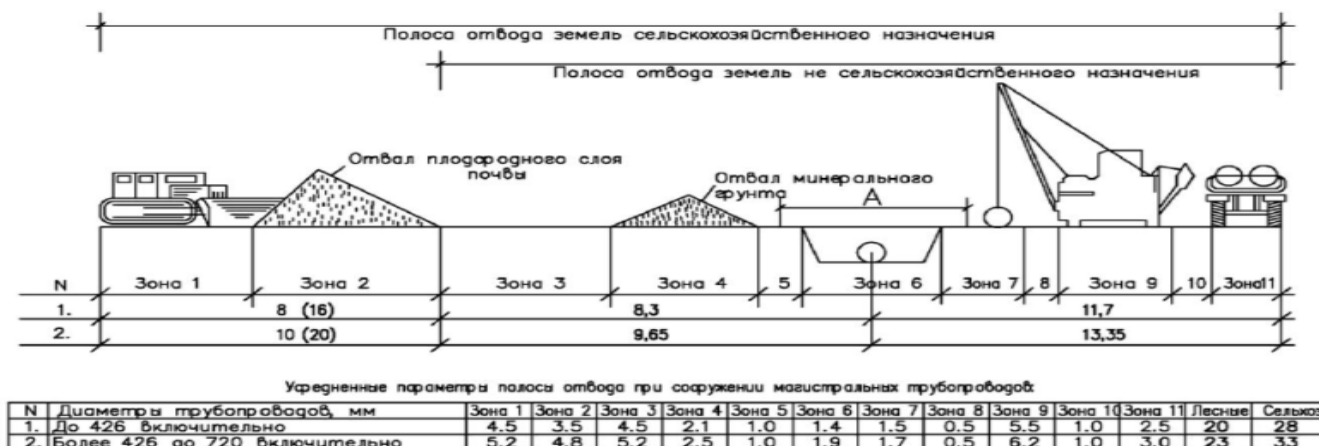 Полоса отвода земель сельскохозяйственного назначения
Полоса отвода земель не сельскохозяйственного назначения
Отвал плодародного слоя
почвы
Отвал минерального
грунта
А
N Зона 1 Зона 2 Зона 3 Зона 4 5 Зона 6 Зона 7 8 Зона 9 10 Зона11
1. 8 (16) 8,3 11,7
2. 10 (20) 9,65 13,35
Усредненные параметры полосы отвода при сооружении магистральных трубопроводов:
N Диаметры трубопроводов, мм Зона 1 Зона 2 Зона 3 Зона 4 Зона 5 Зона 6 Зона 7 Зона 8 Зона 9 Зона 10 Зона 11 Лесные Сельхоз
1. До 426 включительно 4.5 3.5 4.5 2.1 1.0 1.4 1.5 0.5 5.5 1.0 2.5 20 28
2. Более 426 до 720 включительно 5.2 4.8 5.2 2.5 1.0 1.9 1.7 0.5 6.2 1.0 3.0 23 33